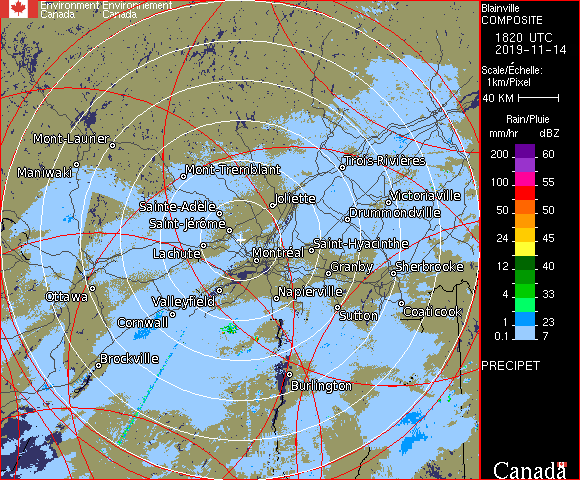 Environment Environnement
Canada Canada
Blainville
COMPOSITE
1820 UTC
2019-11-14
Scale/Échelle:
1km/Pixel
40 KM
Rain/Pluie
mm/hr dBZ
200 60
100 55
50 50
24 45
12 40
4 33
1 23
0.1 7
PRECIPET
Canada
Mont-Laurier
Maniwaki
Mont-Tremblant
Trois-Rivières
Sainte-Adèle
Joliette
Victoriaville
Saint-Jérôme
Drummondville
Lachute
Montréal
Saint-Hyacinthe
Granby
Sherbrooke
Ottawa
Valleyfield
Napierville
Cornwall
Sutton
Coaticook
Brockville
Burlington